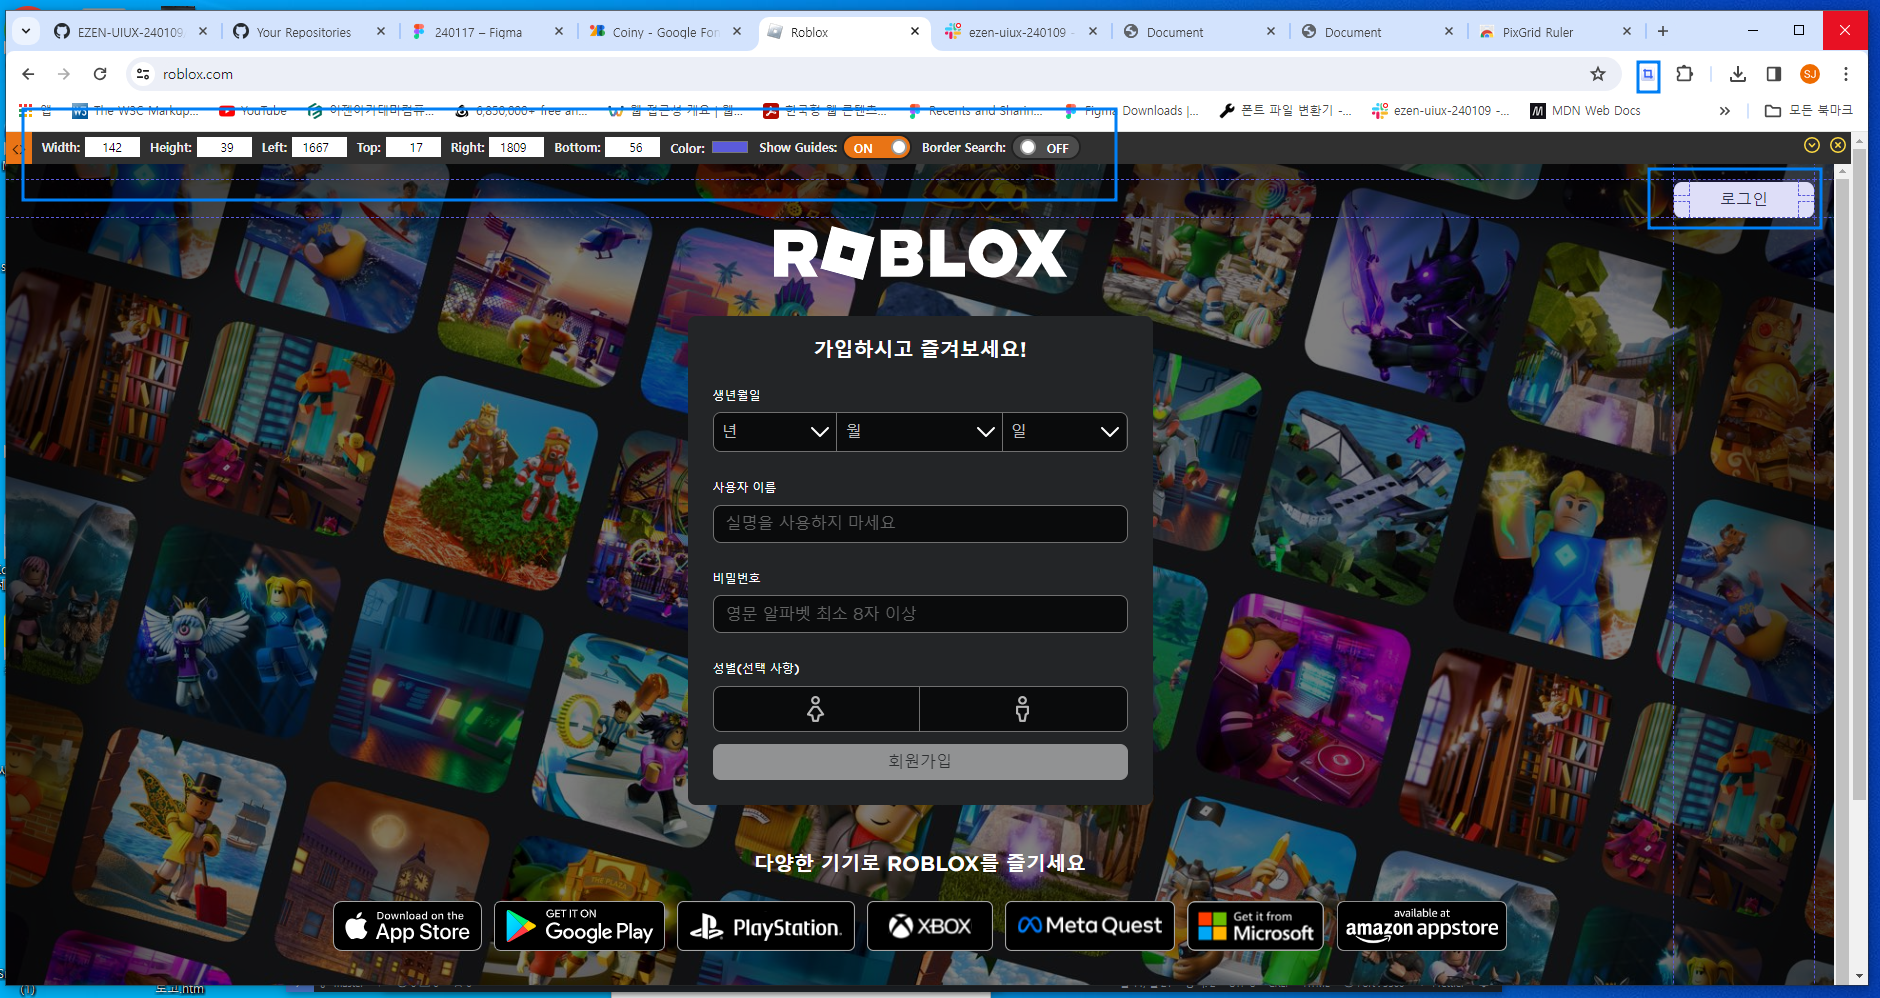 EZEN-UIUX-240109
Your Repositories
240117 – Figma
Coiny - Google Fon
Roblox
ezen-uiux-240109 -
Document
Document
PixGrid Ruler
roblox.com
SJ
앱
The W3C Markup...
YouTube
이젠아카데미컴퓨...
6,850,000+ free an...
웹 접근성 개요 | 웹...
한국형 웹 콘텐츠...
Recents and Sharin...
Figma Downloads |...
폰트 파일 변환기 -...
ezen-uiux-240109 -...
MDN Web Docs
모든 북마크
Width: 142 Height: 39 Left: 1667 Top: 17 Right: 1809 Bottom: 56 Color: Show Guides: ON Border Search: OFF
로그인
ROBLOX
가입하시고 즐겨보세요!
생년월일
년 월 일
사용자 이름
실명을 사용하지 마세요
비밀번호
영문 알파벳 최소 8자 이상
성별(선택 사항)
회원가입
다양한 기기로 ROBLOX를 즐기세요
Download on the
App Store
GET IT ON
Google Play
PlayStation.
XBOX
Meta Quest
Get it from
Microsoft
available at
amazon appstore
(1)
로고.htm